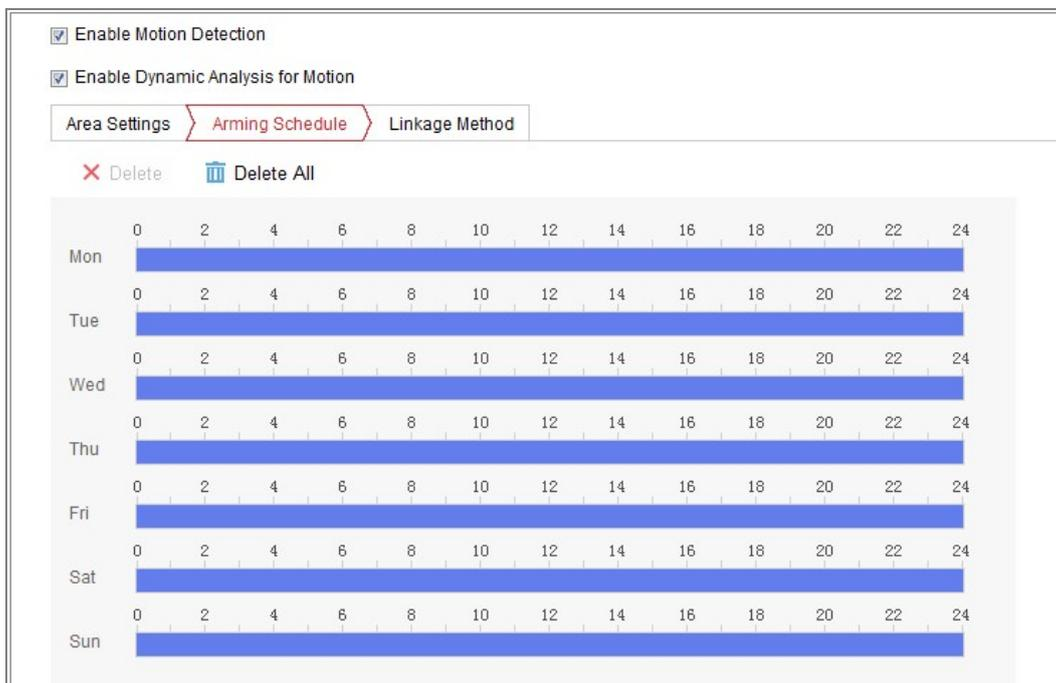 Enable Motion Detection
Enable Dynamic Analysis for Motion
Area Settings Arming Schedule Linkage Method
Delete Delete All
0 2 4 6 8 10 12 14 16 18 20 22 24
Mon
0 2 4 6 8 10 12 14 16 18 20 22 24
Tue
0 2 4 6 8 10 12 14 16 18 20 22 24
Wed
0 2 4 6 8 10 12 14 16 18 20 22 24
Thu
0 2 4 6 8 10 12 14 16 18 20 22 24
Fri
0 2 4 6 8 10 12 14 16 18 20 22 24
Sat
0 2 4 6 8 10 12 14 16 18 20 22 24
Sun